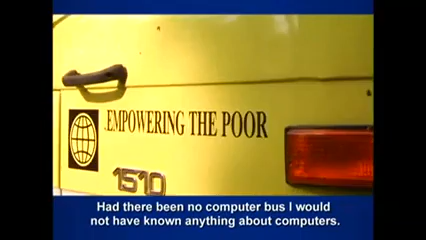 .EMPOWERING THE POOR
1510
Had there been no computer bus I would
not have known anything about computers.